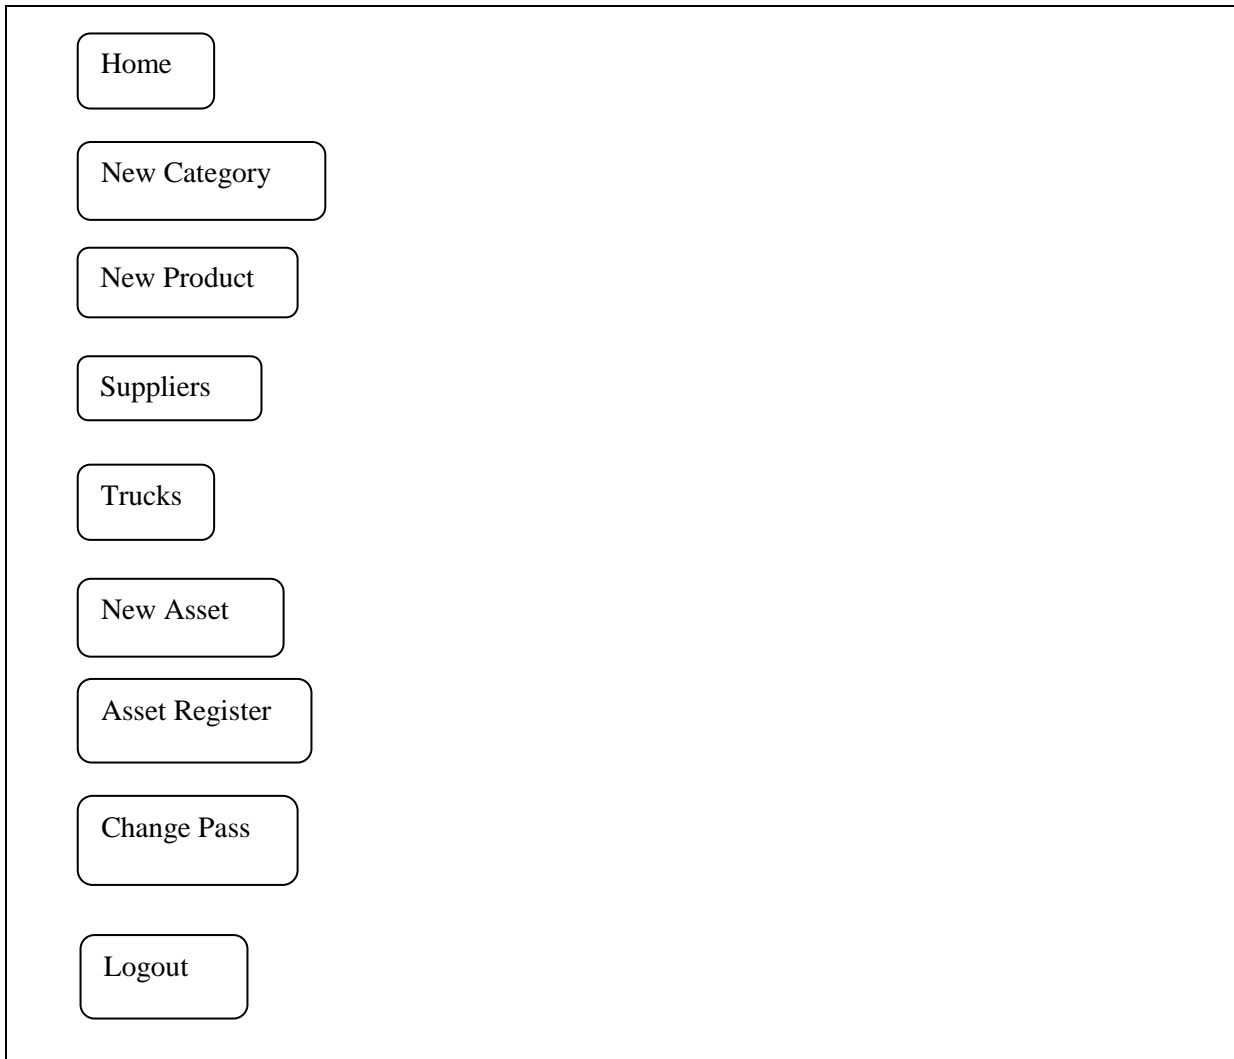 Home
New Category
New Product
Suppliers
Trucks
New Asset
Asset Register
Change Pass
Logout